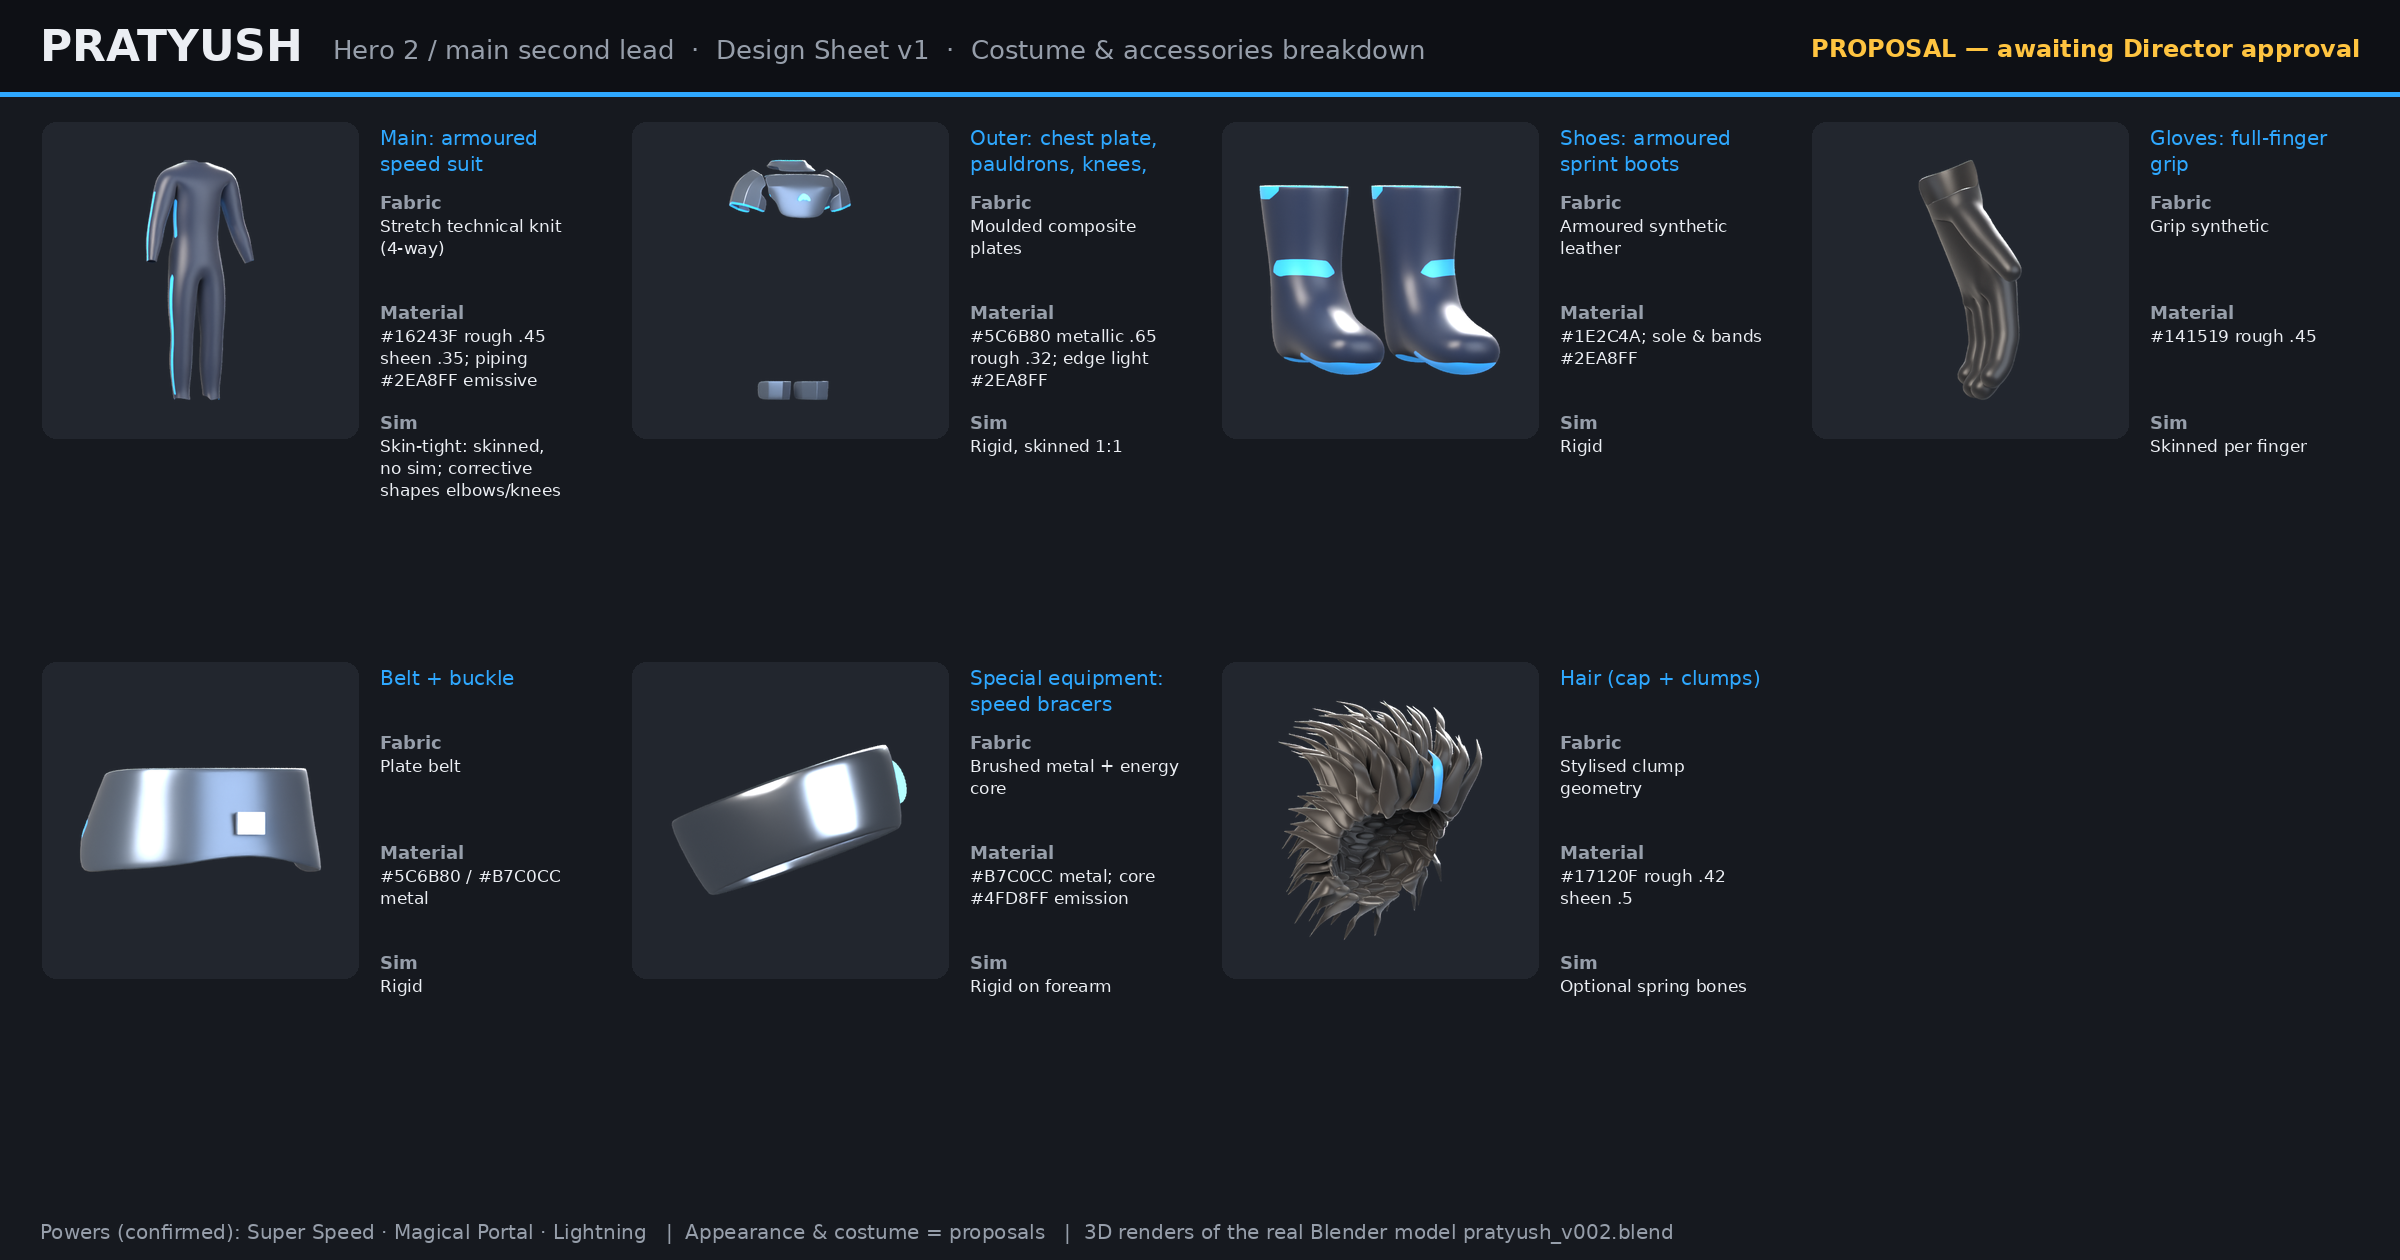 PRATYUSH
Hero 2 / main second lead · Design Sheet v1 · Costume & accessories breakdown
PROPOSAL — awaiting Director approval
Main: armoured
speed suit
Fabric
Stretch technical knit
(4-way)
Material
#16243F rough .45
sheen .35; piping
#2EA8FF emissive
Sim
Skin-tight: skinned,
no sim; corrective
shapes elbows/knees
Outer: chest plate,
pauldrons, knees,
Fabric
Moulded composite
plates
Material
#5C6B80 metallic .65
rough .32; edge light
#2EA8FF
Sim
Rigid, skinned 1:1
Shoes: armoured
sprint boots
Fabric
Armoured synthetic
leather
Material
#1E2C4A; sole & bands
#2EA8FF
Sim
Rigid
Gloves: full-finger
grip
Fabric
Grip synthetic
Material
#141519 rough .45
Sim
Skinned per finger
Belt + buckle
Fabric
Plate belt
Material
#5C6B80 / #B7C0CC
metal
Sim
Rigid
Special equipment:
speed bracers
Fabric
Brushed metal + energy
core
Material
#B7C0CC metal; core
#4FD8FF emission
Sim
Rigid on forearm
Hair (cap + clumps)
Fabric
Stylised clump
geometry
Material
#17120F rough .42
sheen .5
Sim
Optional spring bones
Powers (confirmed): Super Speed · Magical Portal · Lightning | Appearance & costume = proposals | 3D renders of the real Blender model pratyush_v002.blend